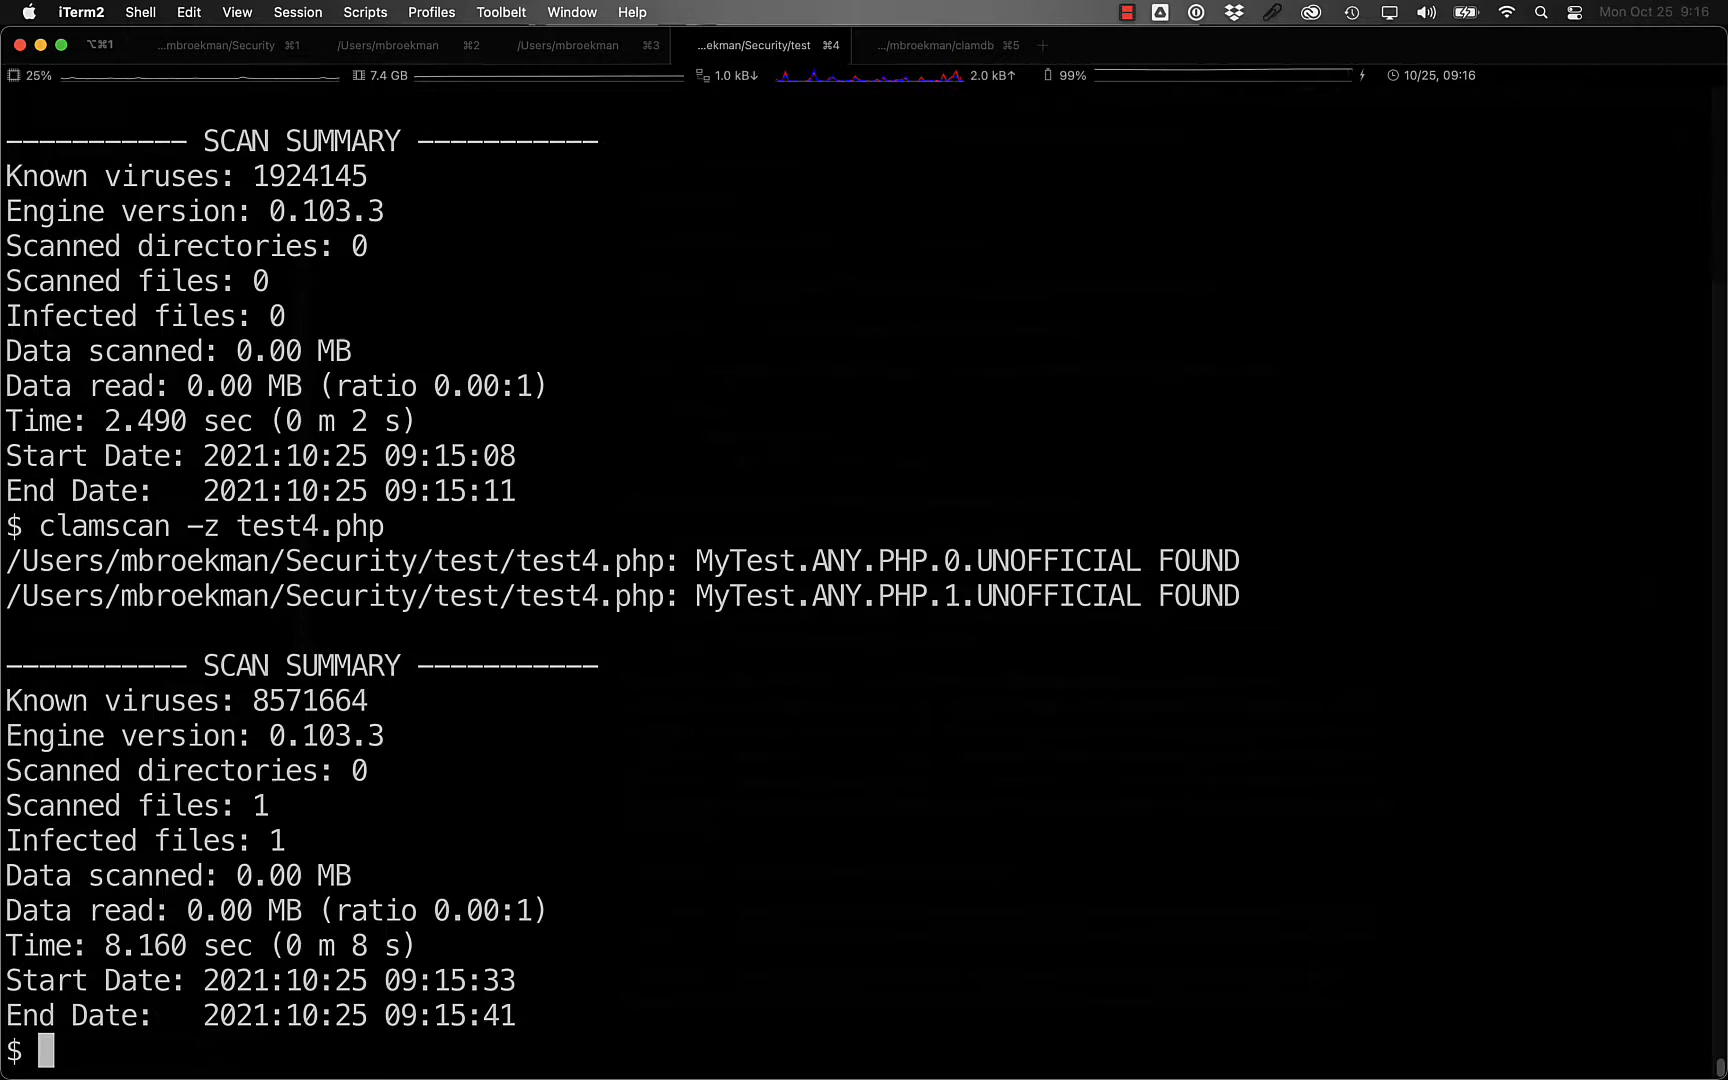 iTerm2 Shell Edit View Session Scripts Profiles Toolbelt Window Help Mon Oct 25 9:16
⌥⌘1 ...mbroekman/Security ⌘1 /Users/mbroekman ⌘2 /Users/mbroekman ⌘3 ...ekman/Security/test ⌘4 .../mbroekman/clamdb ⌘5 +
25% 7.4 GB 1.0 kB↓ 2.0 kB↑ 99% 10/25, 09:16
----------- SCAN SUMMARY -----------
Known viruses: 1924145
Engine version: 0.103.3
Scanned directories: 0
Scanned files: 0
Infected files: 0
Data scanned: 0.00 MB
Data read: 0.00 MB (ratio 0.00:1)
Time: 2.490 sec (0 m 2 s)
Start Date: 2021:10:25 09:15:08
End Date:   2021:10:25 09:15:11
$ clamscan -z test4.php
/Users/mbroekman/Security/test/test4.php: MyTest.ANY.PHP.0.UNOFFICIAL FOUND
/Users/mbroekman/Security/test/test4.php: MyTest.ANY.PHP.1.UNOFFICIAL FOUND
----------- SCAN SUMMARY -----------
Known viruses: 8571664
Engine version: 0.103.3
Scanned directories: 0
Scanned files: 1
Infected files: 1
Data scanned: 0.00 MB
Data read: 0.00 MB (ratio 0.00:1)
Time: 8.160 sec (0 m 8 s)
Start Date: 2021:10:25 09:15:33
End Date:   2021:10:25 09:15:41
$